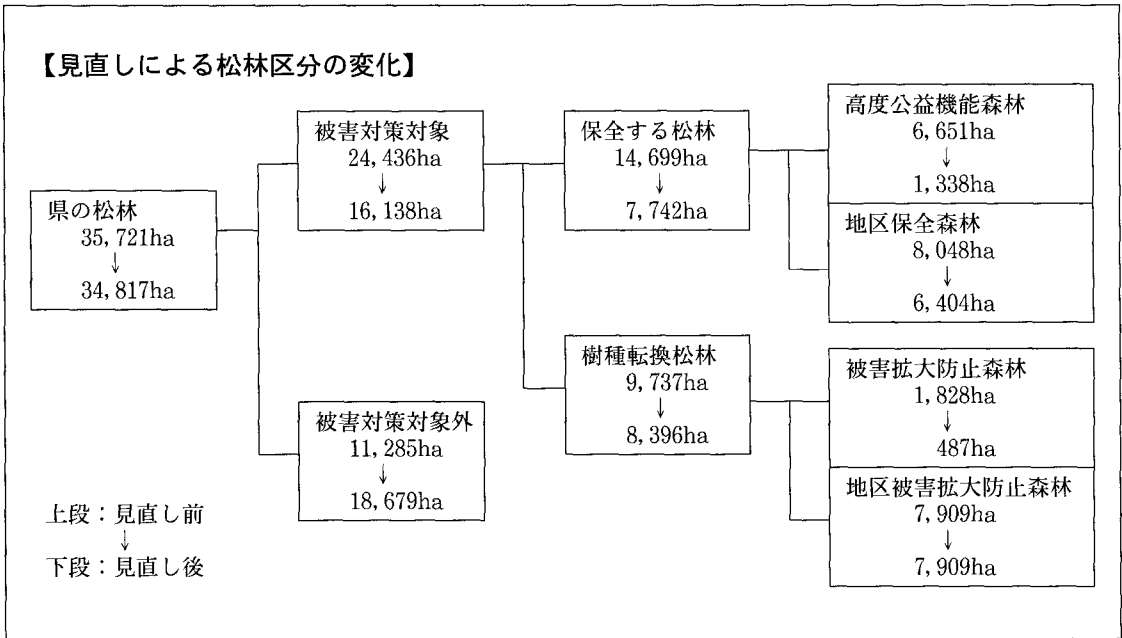 【見直しによる松林区分の変化】
県の松林
35,721ha
↓
34,817ha
被害対策対象
24,436ha
↓
16,138ha
被害対策対象外
11,285ha
↓
18,679ha
保全する松林
14,699ha
↓
7,742ha
樹種転換松林
9,737ha
↓
8,396ha
高度公益機能森林
6,651ha
↓
1,338ha
地区保全森林
8,048ha
↓
6,404ha
被害拡大防止森林
1,828ha
↓
487ha
地区被害拡大防止森林
7,909ha
↓
7,909ha
上段：見直し前
↓
下段：見直し後